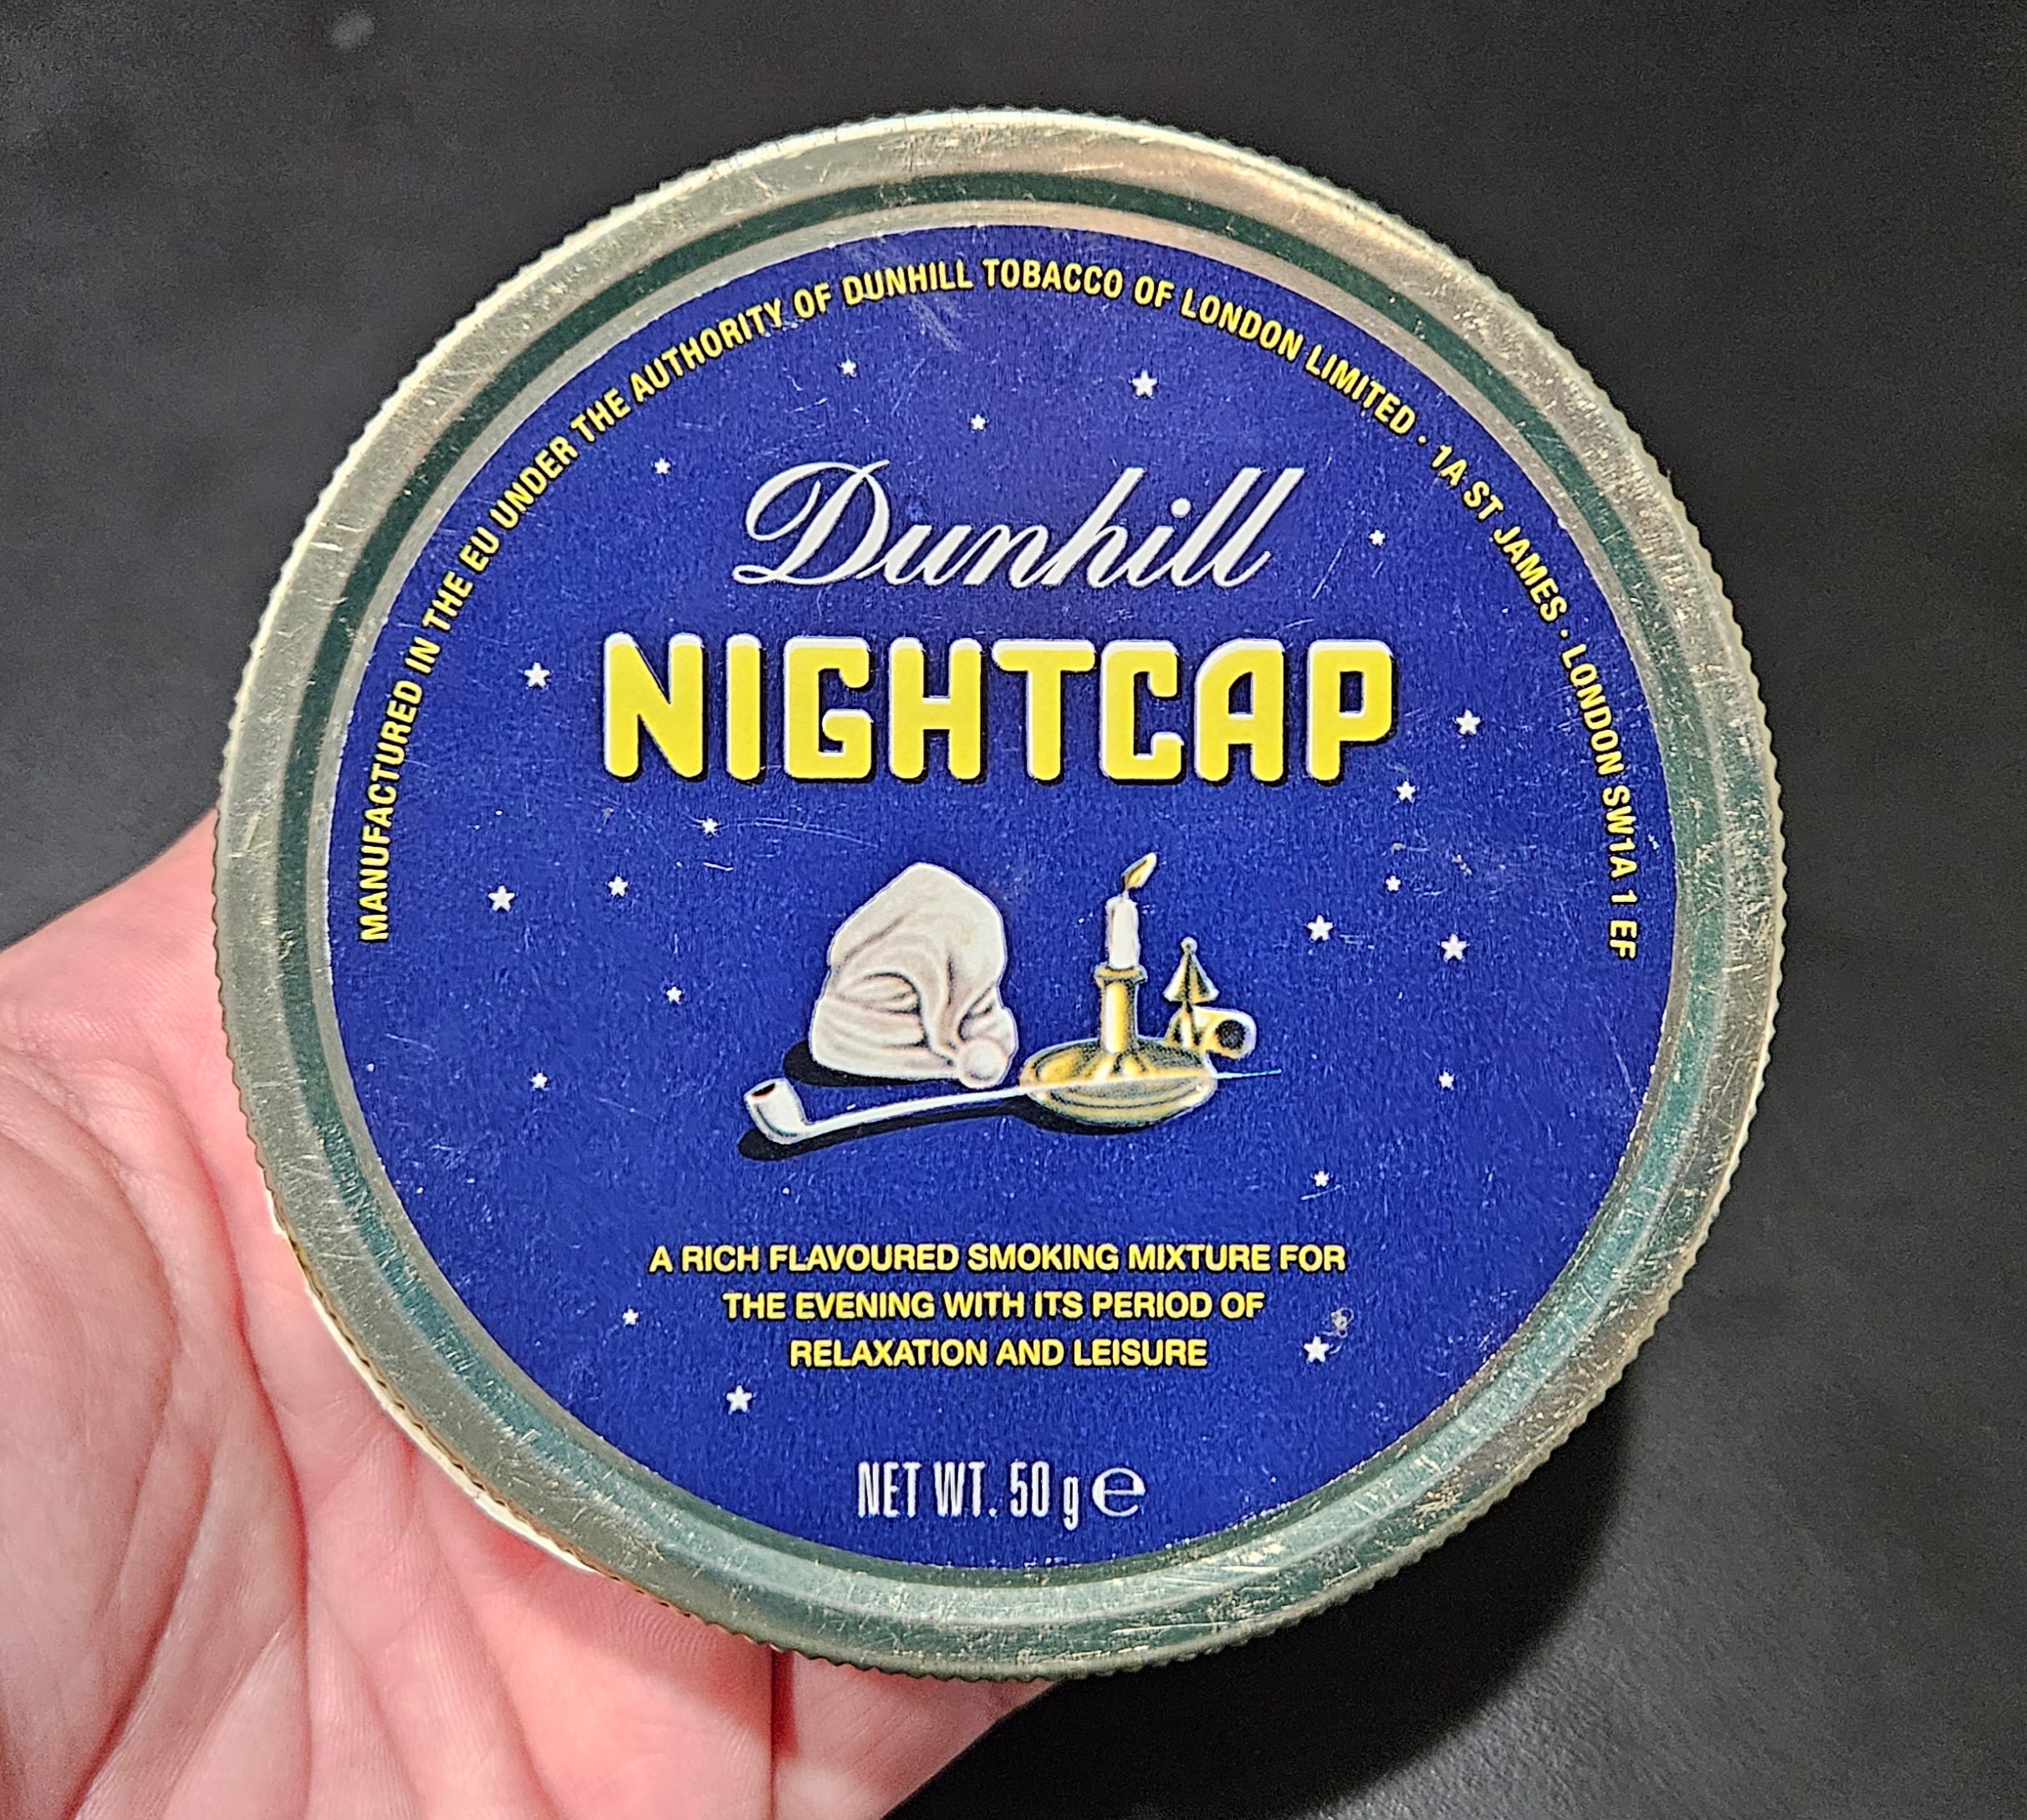 MANUFACTURED IN THE EU UNDER THE AUTHORITY OF DUNHILL TOBACCO OF LONDON LIMITED · 1A ST JAMES · LONDON SW1A 1 EF
Dunhill
NIGHTCAP
A RICH FLAVOURED SMOKING MIXTURE FOR
THE EVENING WITH ITS PERIOD OF
RELAXATION AND LEISURE
NET WT. 50 g ℮